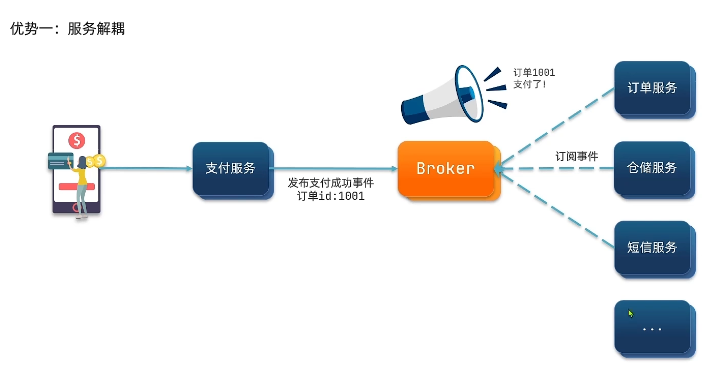 优势一：服务解耦
订单1001
支付了!
订单服务
支付服务
Broker
订阅事件
仓储服务
发布支付成功事件
订单id:1001
短信服务
...